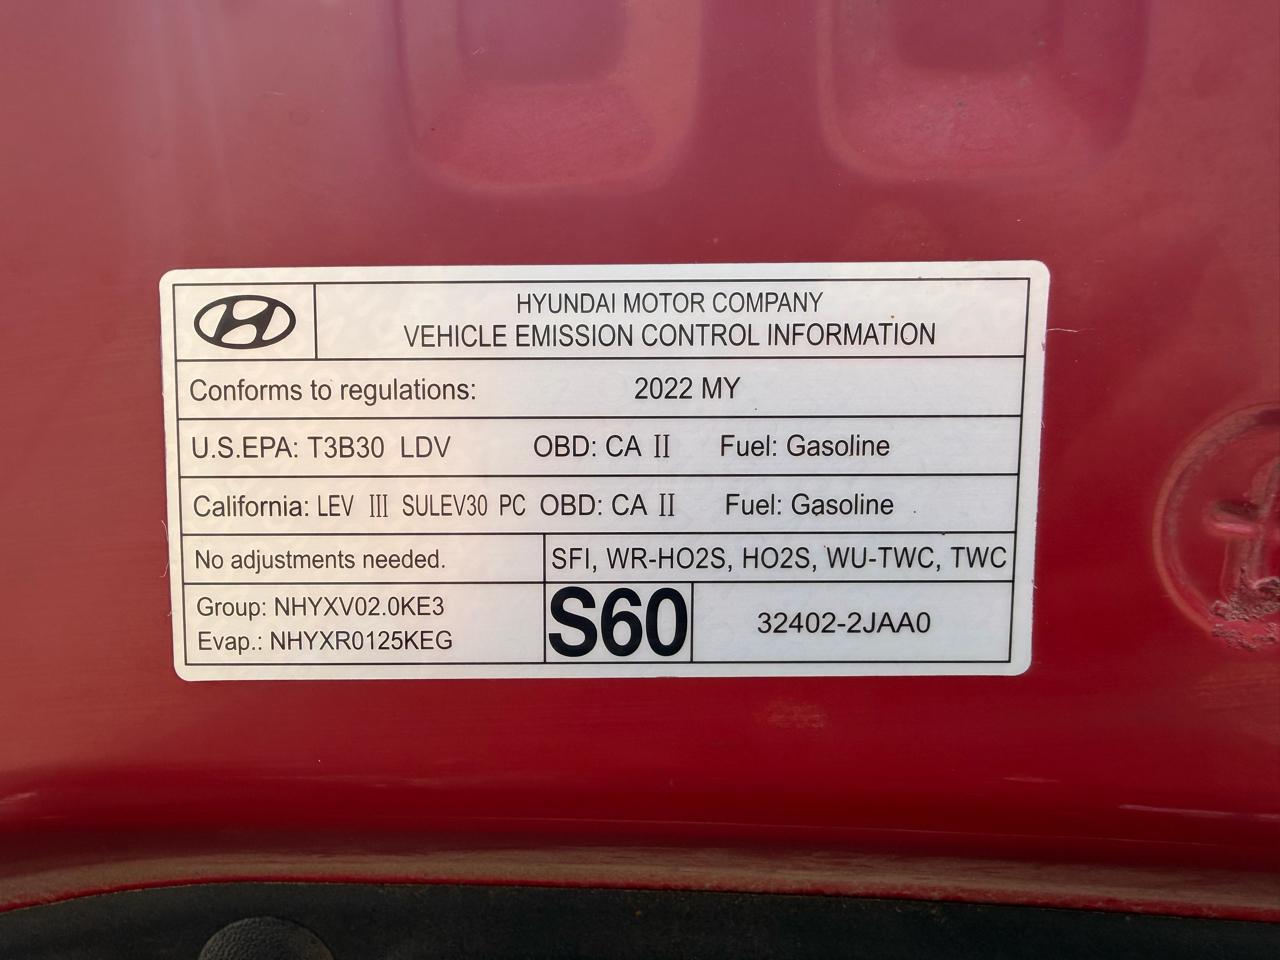 HYUNDAI MOTOR COMPANY
VEHICLE EMISSION CONTROL INFORMATION
Conforms to regulations: 2022 MY
U.S.EPA: T3B30 LDV OBD: CA II Fuel: Gasoline
California: LEV III SULEV30 PC OBD: CA II Fuel: Gasoline
No adjustments needed. SFI, WR-HO2S, HO2S, WU-TWC, TWC
Group: NHYXV02.0KE3
Evap.: NHYXR0125KEG
S60
32402-2JAA0